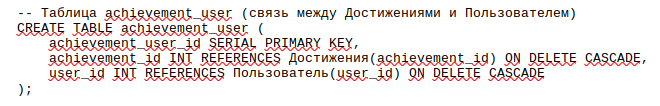 -- Таблица achievement_user (связь между Достижениями и Пользователем)
CREATE TABLE achievement_user (
    achievement_user_id SERIAL PRIMARY KEY,
    achievement_id INT REFERENCES Достижения(achievement_id) ON DELETE CASCADE,
    user_id INT REFERENCES Пользователь(user_id) ON DELETE CASCADE
);